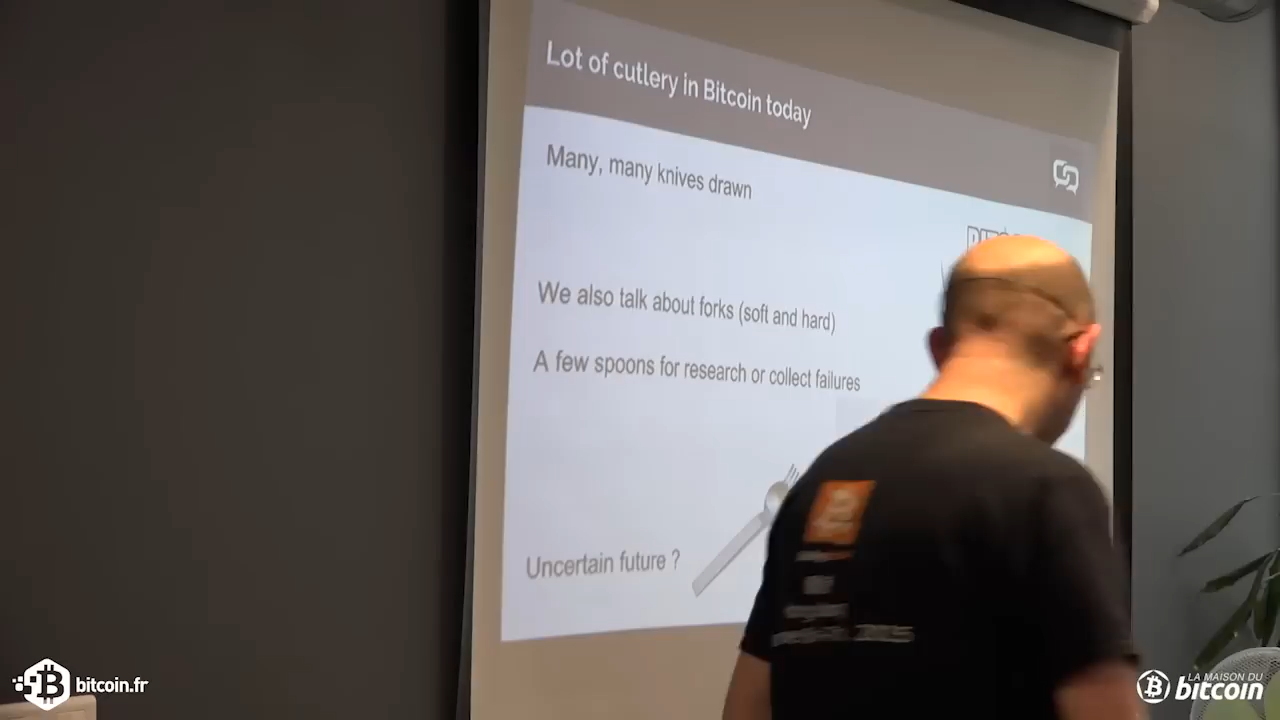 Lot of cutlery in Bitcoin today
Many, many knives drawn
We also talk about forks (soft and hard)
A few spoons for research or collect failures
Uncertain future ?
2015
bitcoin.fr
LA MAISON DU
bitcoin